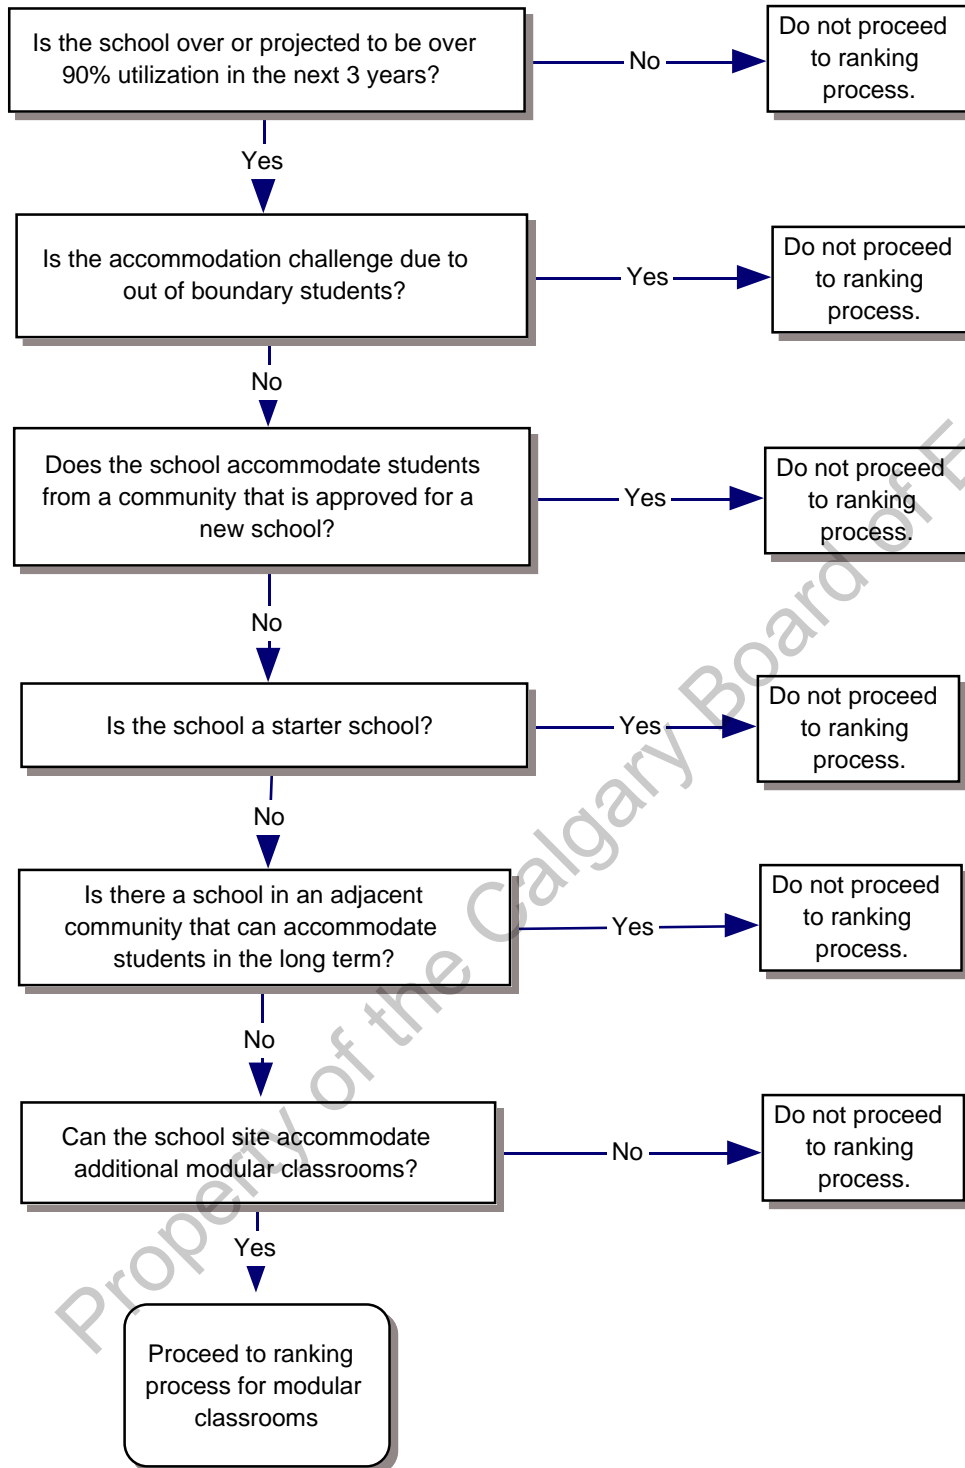 Is the school over or projected to be over
90% utilization in the next 3 years?
No
Do not proceed
to ranking
process.
Yes
Is the accommodation challenge due to
out of boundary students?
Yes
Do not proceed
to ranking
process.
No
Does the school accommodate students
from a community that is approved for a
new school?
Yes
Do not proceed
to ranking
process.
No
Is the school a starter school?
Yes
Do not proceed
to ranking
process.
No
Is there a school in an adjacent
community that can accommodate
students in the long term?
Yes
Do not proceed
to ranking
process.
No
Can the school site accommodate
additional modular classrooms?
No
Do not proceed
to ranking
process.
Yes
Proceed to ranking
process for modular
classrooms
Property of the Calgary Board of E